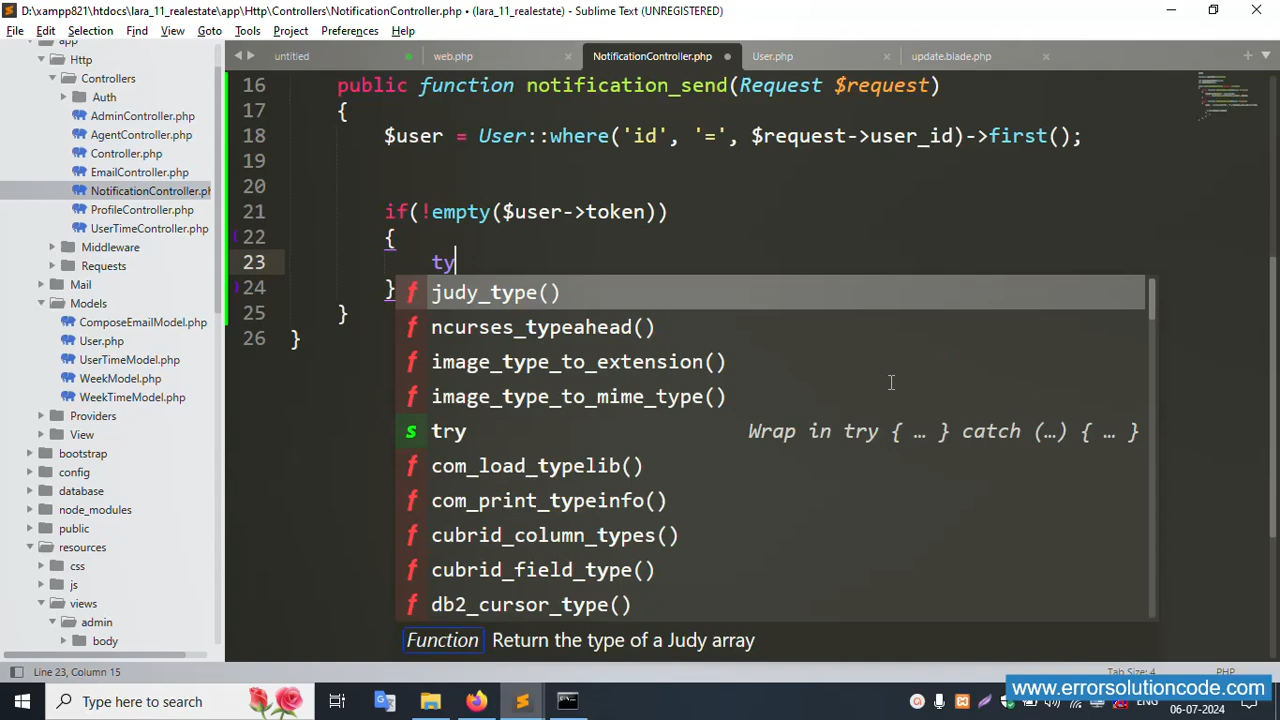 D:\xampp821\htdocs\lara_11_realestate\app\Http\Controllers\NotificationController.php • (lara_11_realestate) - Sublime Text (UNREGISTERED)
File Edit Selection Find View Goto Tools Project Preferences Help
untitled web.php NotificationController.php User.php update.blade.php
app
Http
Controllers
Auth
AdminController.php
AgentController.php
Controller.php
EmailController.php
NotificationController.ph
ProfileController.php
UserTimeController.php
Middleware
Requests
Mail
Models
ComposeEmailModel.php
User.php
UserTimeModel.php
WeekModel.php
WeekTimeModel.php
Providers
View
bootstrap
config
database
node_modules
public
resources
css
js
views
admin
body
16 public function notification_send(Request $request)
17 {
18 $user = User::where('id', '=', $request->user_id)->first();
19
20
21 if(!empty($user->token))
22 {
23 ty
24 }
25 }
26 }
f judy_type()
f ncurses_typeahead()
f image_type_to_extension()
f image_type_to_mime_type()
s try Wrap in try { … } catch (…) { … }
f com_load_typelib()
f com_print_typeinfo()
f cubrid_column_types()
f cubrid_field_type()
f db2_cursor_type()
Function Return the type of a Judy array
Line 23, Column 15 Tab Size: 4 PHP
www.errorsolutioncode.com
Type here to search
ENG
06-07-2024